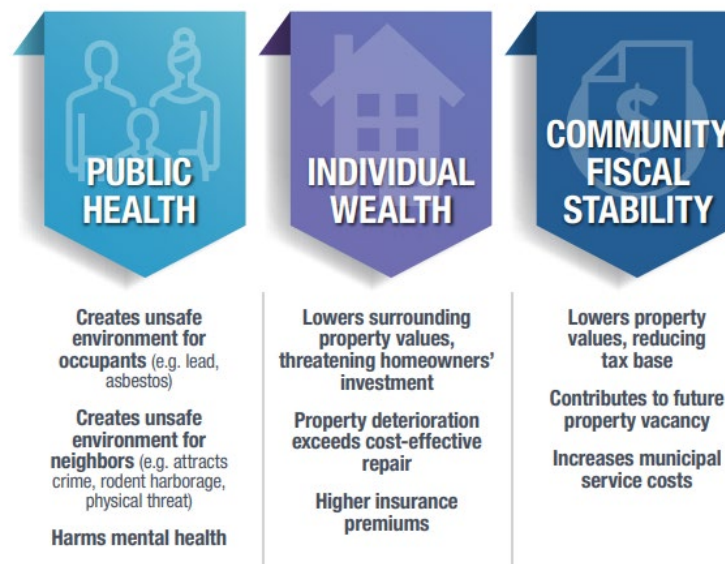 PUBLIC
HEALTH
Creates unsafe
environment for
occupants (e.g. lead,
asbestos)
Creates unsafe
environment for
neighbors (e.g. attracts
crime, rodent harborage,
physical threat)
Harms mental health
INDIVIDUAL
WEALTH
Lowers surrounding
property values,
threatening homeowners’
investment
Property deterioration
exceeds cost-effective
repair
Higher insurance
premiums
$
COMMUNITY
FISCAL
STABILITY
Lowers property
values, reducing
tax base
Contributes to future
property vacancy
Increases municipal
service costs